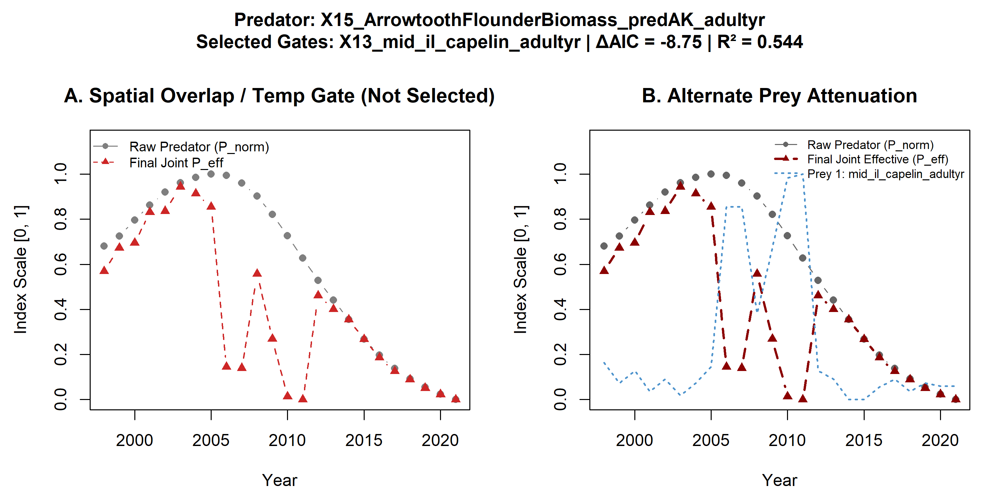 Predator: X15_ArrowtoothFlounderBiomass_predAK_adultyr
Selected Gates: X13_mid_il_capelin_adultyr | ΔAIC = -8.75 | R² = 0.544
A. Spatial Overlap / Temp Gate (Not Selected)
Raw Predator (P_norm)
Final Joint P_eff
Index Scale [0, 1]
1.0
0.8
0.6
0.4
0.2
0.0
2000 2005 2010 2015 2020
Year
B. Alternate Prey Attenuation
Raw Predator (P_norm)
Final Joint Effective (P_eff)
Prey 1: mid_il_capelin_adultyr
Index Scale [0, 1]
1.0
0.8
0.6
0.4
0.2
0.0
2000 2005 2010 2015 2020
Year